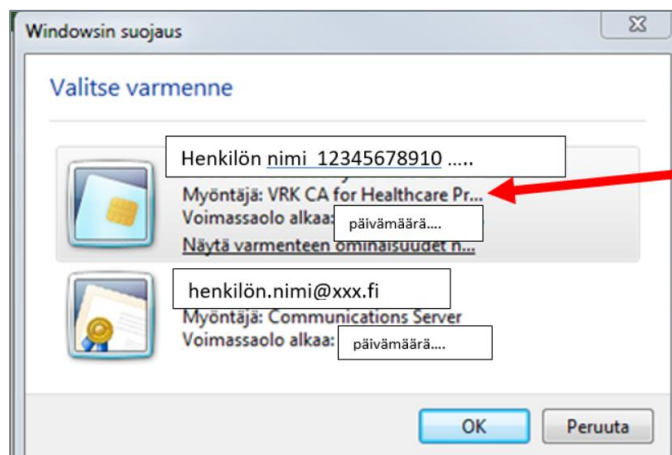 Windowsin suojaus
Valitse varmenne
Henkilön nimi 12345678910 .....
Myöntäjä: VRK CA for Healthcare Pr...
Voimassaolo alkaa: päivämäärä....
Näytä varmenteen ominaisuudet n...
henkilön.nimi@xxx.fi
Myöntäjä: Communications Server
Voimassaolo alkaa: päivämäärä....
OK Peruuta